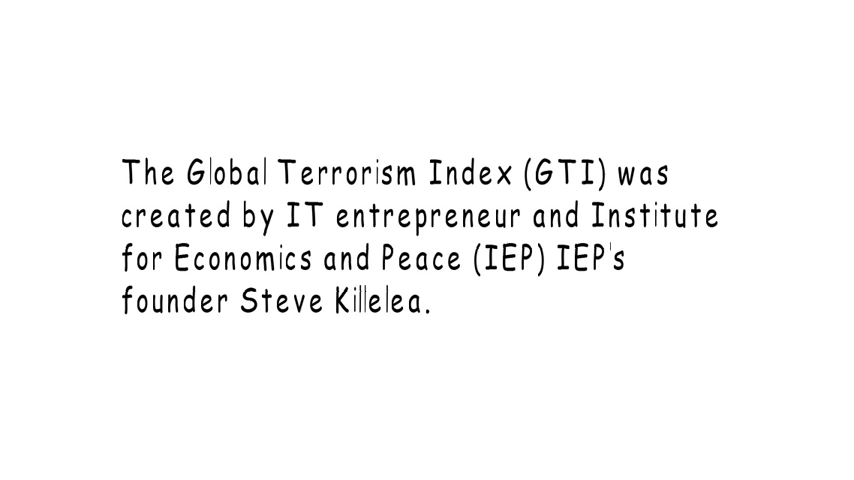 The Global Terrorism Index (GTI) was
created by IT entrepreneur and Institute
for Economics and Peace (IEP) IEP's
founder Steve Killelea.